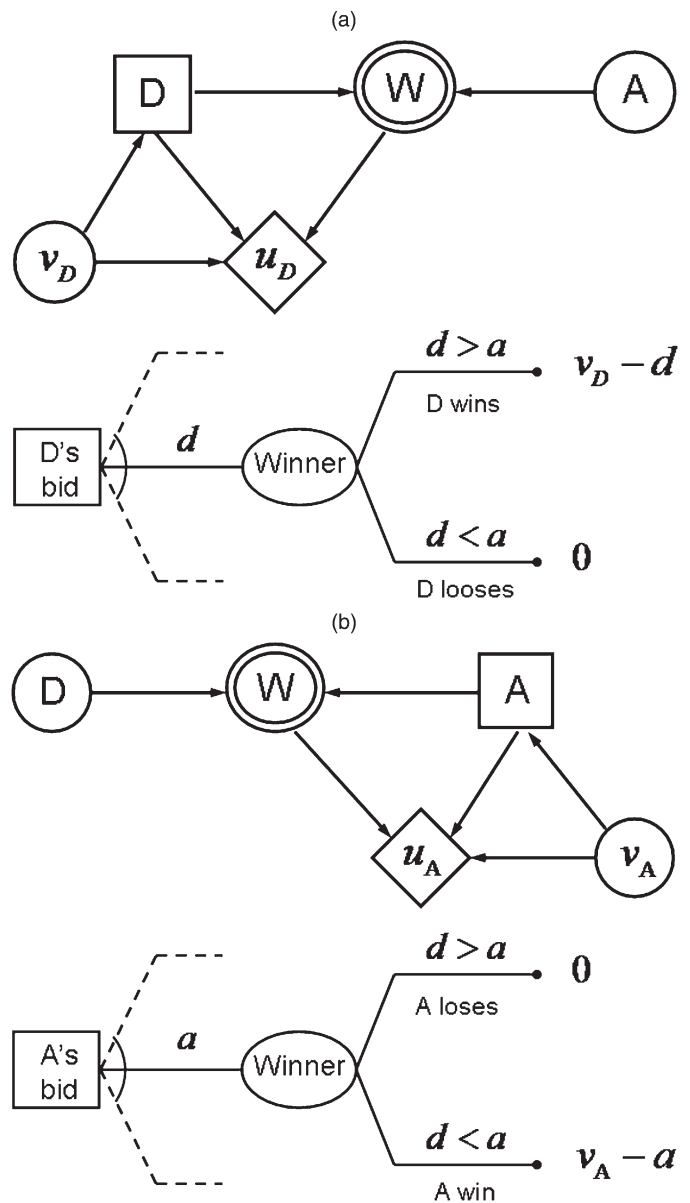 (a)
D
W
A
v_D
u_D
d > a
v_D − d
D wins
D's
bid
d
Winner
d < a
0
D looses
(b)
D
W
A
u_A
v_A
d > a
0
A loses
A's
bid
a
Winner
d < a
v_A − a
A win